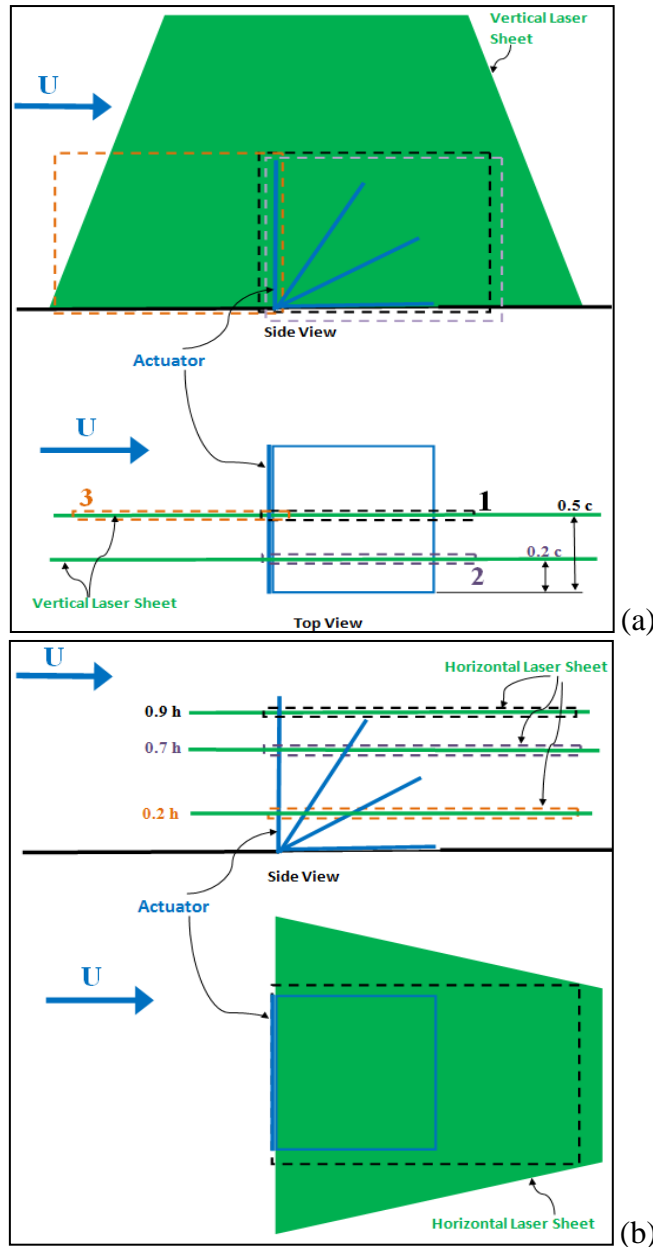 Vertical Laser
Sheet
U
Side View
Actuator
U
3
1
0.5 c
0.2 c
2
Vertical Laser Sheet
Top View
(a)
U
Horizontal Laser Sheet
0.9 h
0.7 h
0.2 h
Side View
Actuator
U
Horizontal Laser Sheet
(b)